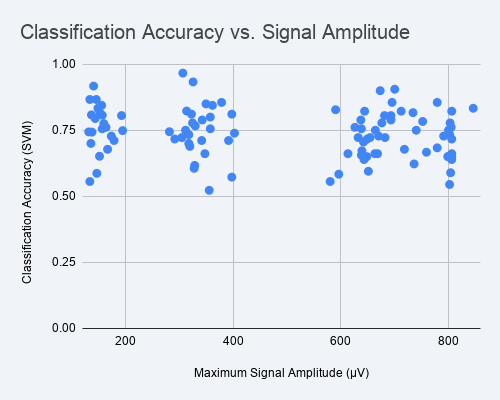 Classification Accuracy vs. Signal Amplitude
Classification Accuracy (SVM)
1.00
0.75
0.50
0.25
0.00
200 400 600 800
Maximum Signal Amplitude (μV)